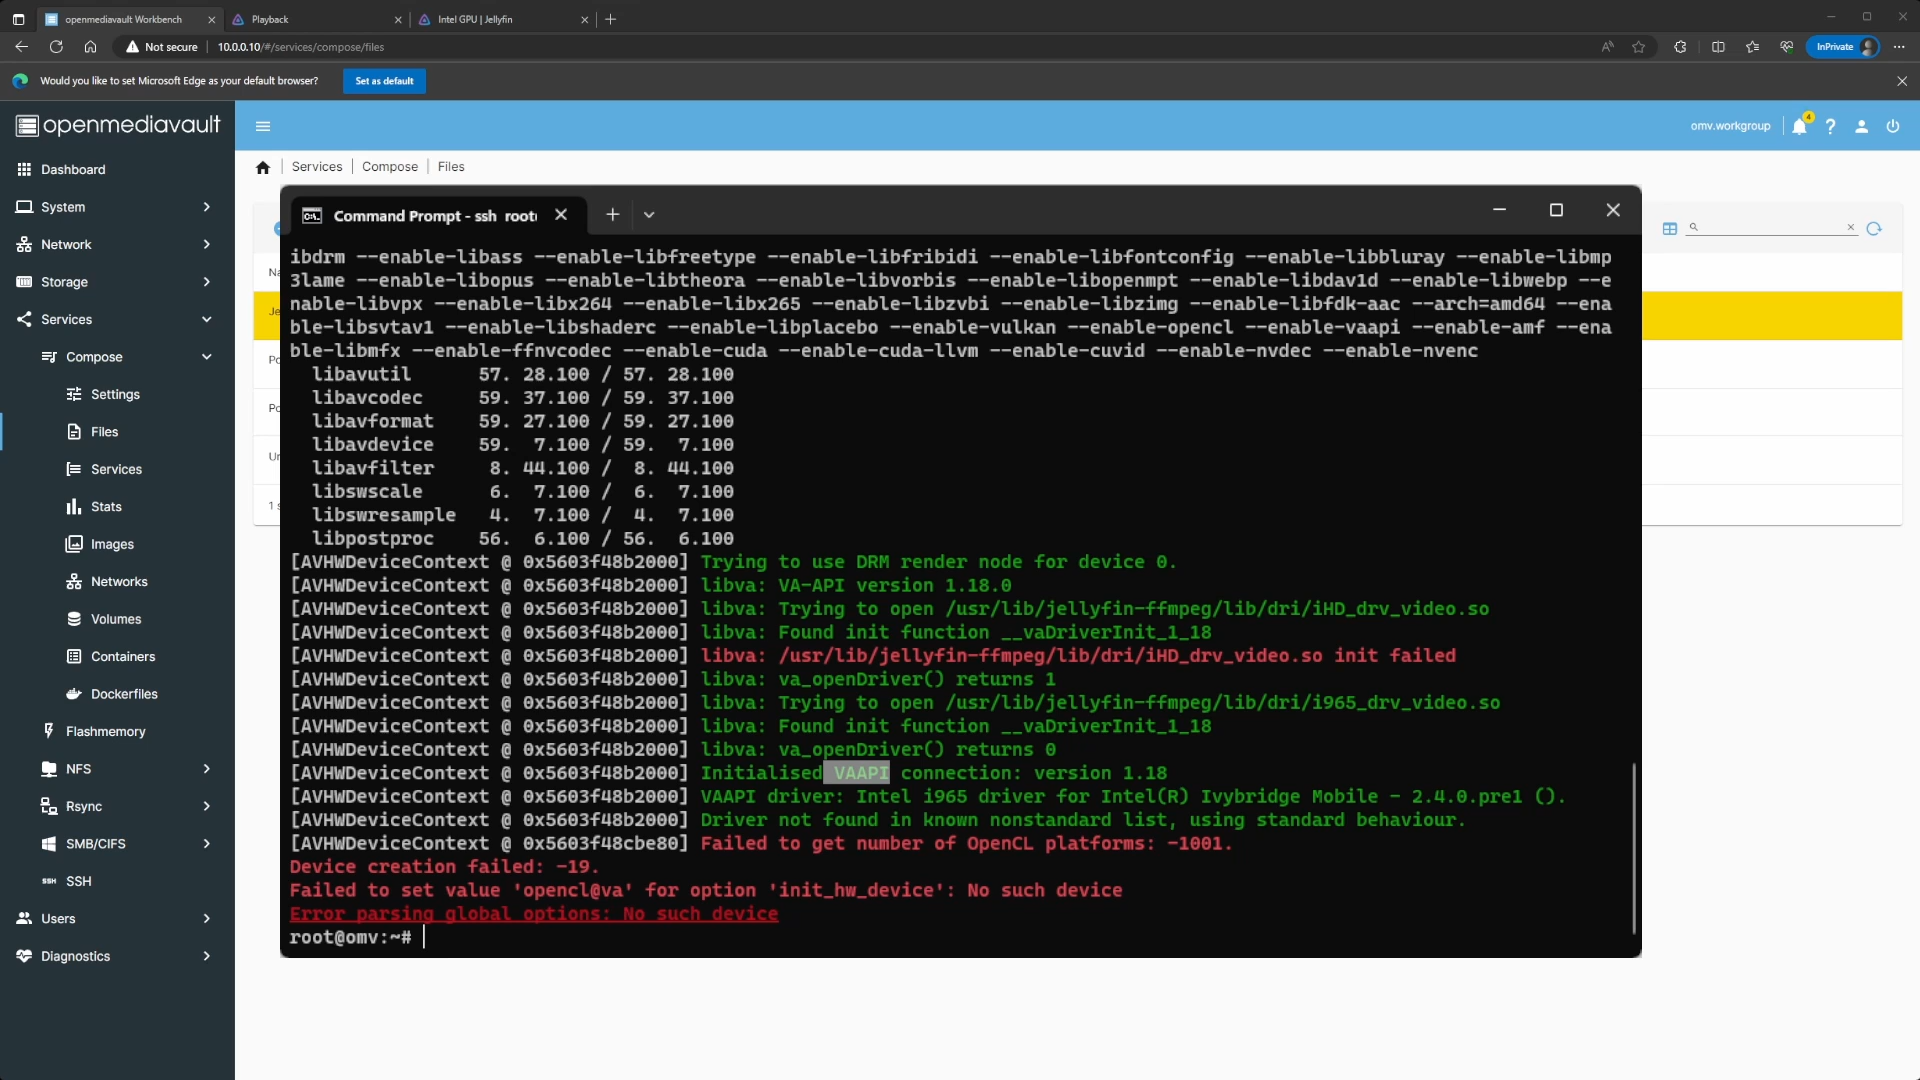 openmediavault Workbench
Playback
Intel GPU | Jellyfin
Not secure
10.0.0.10/#/services/compose/files
InPrivate
Would you like to set Microsoft Edge as your default browser?
Set as default
openmediavault
omv.workgroup
4
Dashboard
System
Network
Storage
Services
Compose
Settings
Files
Services
Stats
Images
Networks
Volumes
Containers
Dockerfiles
Flashmemory
NFS
Rsync
SMB/CIFS
SSH SSH
Users
Diagnostics
Services | Compose | Files
Na
Je
Po
Po
Un
1 s
Command Prompt - ssh root
ibdrm --enable-libass --enable-libfreetype --enable-libfribidi --enable-libfontconfig --enable-libbluray --enable-libmp
3lame --enable-libopus --enable-libtheora --enable-libvorbis --enable-libopenmpt --enable-libdav1d --enable-libwebp --e
nable-libvpx --enable-libx264 --enable-libx265 --enable-libzvbi --enable-libzimg --enable-libfdk-aac --arch=amd64 --ena
ble-libsvtav1 --enable-libshaderc --enable-libplacebo --enable-vulkan --enable-opencl --enable-vaapi --enable-amf --ena
ble-libmfx --enable-ffnvcodec --enable-cuda --enable-cuda-llvm --enable-cuvid --enable-nvdec --enable-nvenc
libavutil 57. 28.100 / 57. 28.100
libavcodec 59. 37.100 / 59. 37.100
libavformat 59. 27.100 / 59. 27.100
libavdevice 59. 7.100 / 59. 7.100
libavfilter 8. 44.100 / 8. 44.100
libswscale 6. 7.100 / 6. 7.100
libswresample 4. 7.100 / 4. 7.100
libpostproc 56. 6.100 / 56. 6.100
[AVHWDeviceContext @ 0x5603f48b2000] Trying to use DRM render node for device 0.
[AVHWDeviceContext @ 0x5603f48b2000] libva: VA-API version 1.18.0
[AVHWDeviceContext @ 0x5603f48b2000] libva: Trying to open /usr/lib/jellyfin-ffmpeg/lib/dri/iHD_drv_video.so
[AVHWDeviceContext @ 0x5603f48b2000] libva: Found init function __vaDriverInit_1_18
[AVHWDeviceContext @ 0x5603f48b2000] libva: /usr/lib/jellyfin-ffmpeg/lib/dri/iHD_drv_video.so init failed
[AVHWDeviceContext @ 0x5603f48b2000] libva: va_openDriver() returns 1
[AVHWDeviceContext @ 0x5603f48b2000] libva: Trying to open /usr/lib/jellyfin-ffmpeg/lib/dri/i965_drv_video.so
[AVHWDeviceContext @ 0x5603f48b2000] libva: Found init function __vaDriverInit_1_18
[AVHWDeviceContext @ 0x5603f48b2000] libva: va_openDriver() returns 0
[AVHWDeviceContext @ 0x5603f48b2000] Initialised VAAPI connection: version 1.18
[AVHWDeviceContext @ 0x5603f48b2000] VAAPI driver: Intel i965 driver for Intel(R) Ivybridge Mobile - 2.4.0.pre1 ().
[AVHWDeviceContext @ 0x5603f48b2000] Driver not found in known nonstandard list, using standard behaviour.
[AVHWDeviceContext @ 0x5603f48cbe80] Failed to get number of OpenCL platforms: -1001.
Device creation failed: -19.
Failed to set value 'opencl@va' for option 'init_hw_device': No such device
Error parsing global options: No such device
root@omv:~#